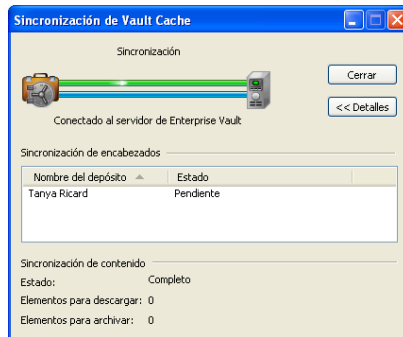 Sincronización de Vault Cache
Sincronización
Cerrar
<< Detalles
Conectado al servidor de Enterprise Vault
Sincronización de encabezados
Nombre del depósito Estado
Tanya Ricard Pendiente
Sincronización de contenido
Estado: Completo
Elementos para descargar: 0
Elementos para archivar: 0